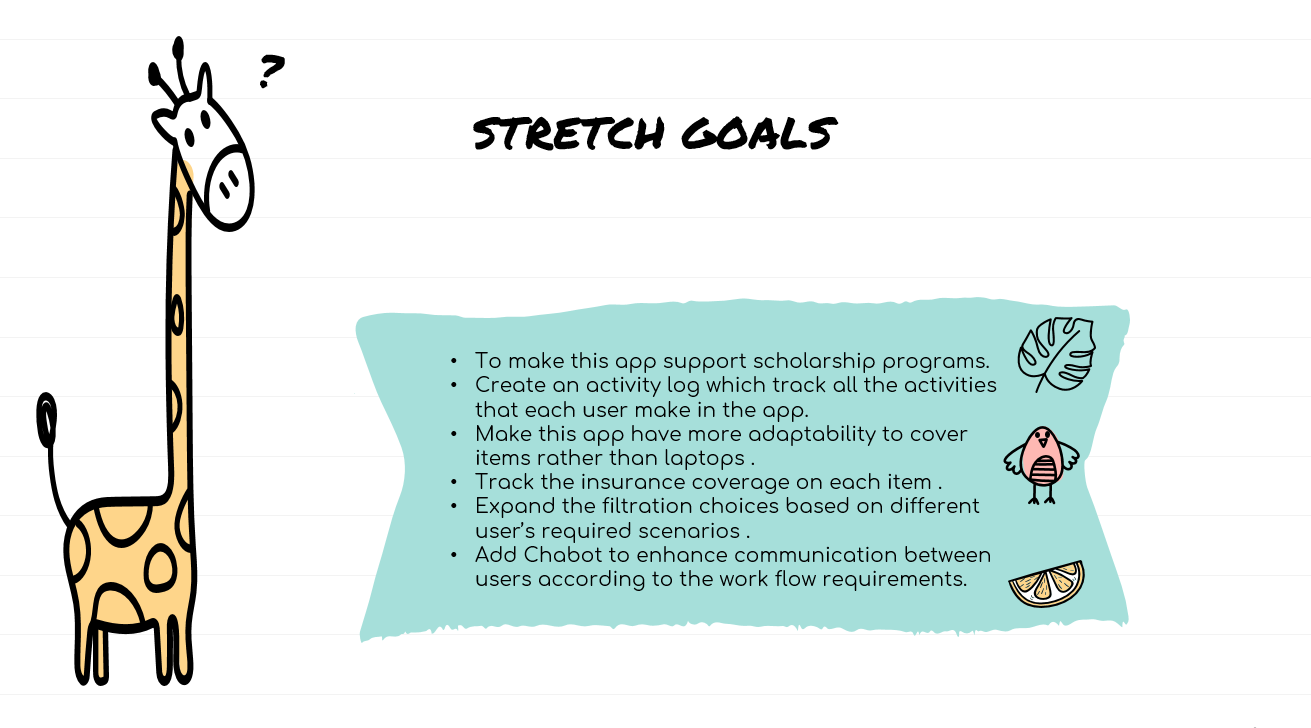 ?
STRETCH GOALS
• To make this app support scholarship programs.
• Create an activity log which track all the activities
that each user make in the app.
• Make this app have more adaptability to cover
items rather than laptops .
• Track the insurance coverage on each item .
• Expand the filtration choices based on different
user’s required scenarios .
• Add Chabot to enhance communication between
users according to the work flow requirements.